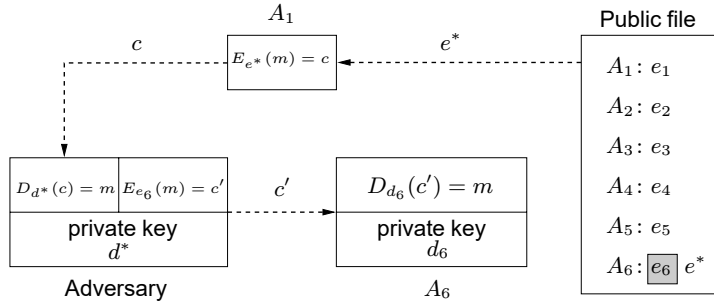 A₁
Public file
c
e*
E_{e*}(m) = c
A₁: e₁
A₂: e₂
A₃: e₃
A₄: e₄
A₅: e₅
A₆: e₆ e*
D_{d*}(c) = m
E_{e₆}(m) = c′
c′
D_{d₆}(c′) = m
private key
d*
private key
d₆
Adversary
A₆